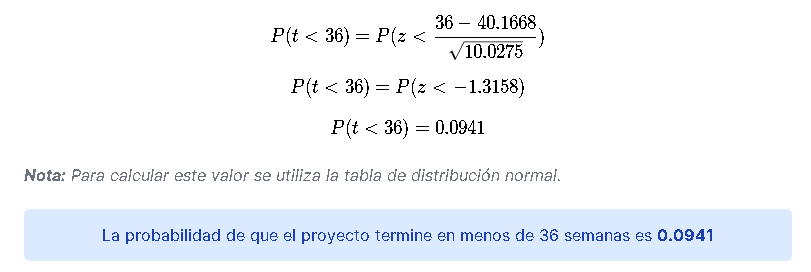 P(t < 36) = P(z < \frac{36 - 40.1668}{\sqrt{10.0275}})
P(t < 36) = P(z < -1.3158)
P(t < 36) = 0.0941
Nota: Para calcular este valor se utiliza la tabla de distribución normal.
La probabilidad de que el proyecto termine en menos de 36 semanas es 0.0941